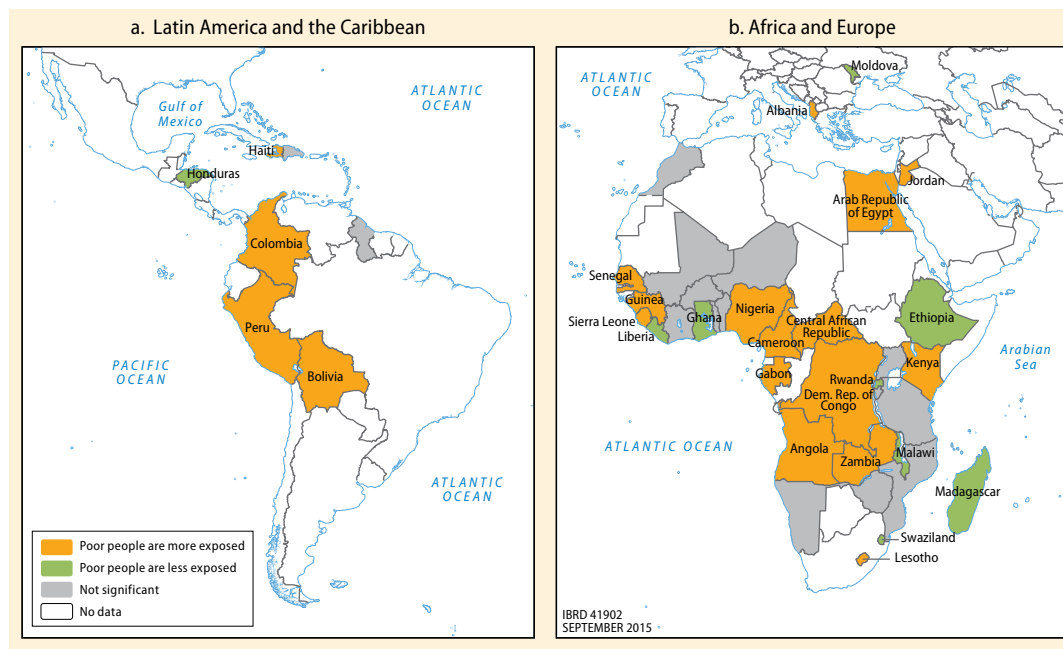 a. Latin America and the Caribbean
Gulf of
Mexico
ATLANTIC
OCEAN
Haiti
Honduras
Colombia
Peru
Bolivia
PACIFIC
OCEAN
ATLANTIC
OCEAN
Poor people are more exposed
Poor people are less exposed
Not significant
No data
b. Africa and Europe
ATLANTIC
OCEAN
Moldova
Albania
Jordan
Arab Republic
of Egypt
Senegal
Guinea
Sierra Leone
Liberia
Ghana
Nigeria
Central African
Republic
Cameroon
Ethiopia
Gabon
Kenya
Rwanda
Dem. Rep. of
Congo
Arabian
Sea
ATLANTIC OCEAN
Angola
Zambia
Malawi
Madagascar
Swaziland
Lesotho
IBRD 41902
SEPTEMBER 2015